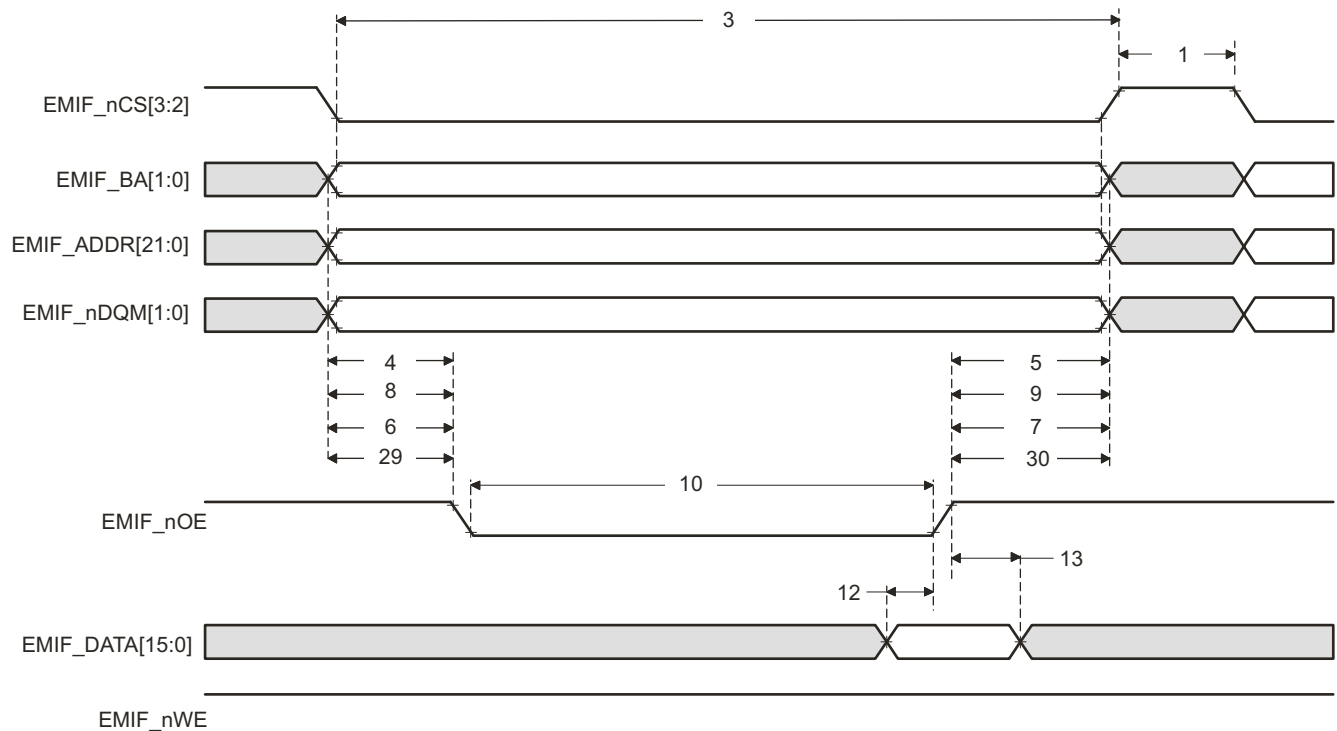 3
1
EMIF_nCS[3:2]
EMIF_BA[1:0]
EMIF_ADDR[21:0]
EMIF_nDQM[1:0]
4 5
8 9
6 7
29 30
10
EMIF_nOE
13
12
EMIF_DATA[15:0]
EMIF_nWE